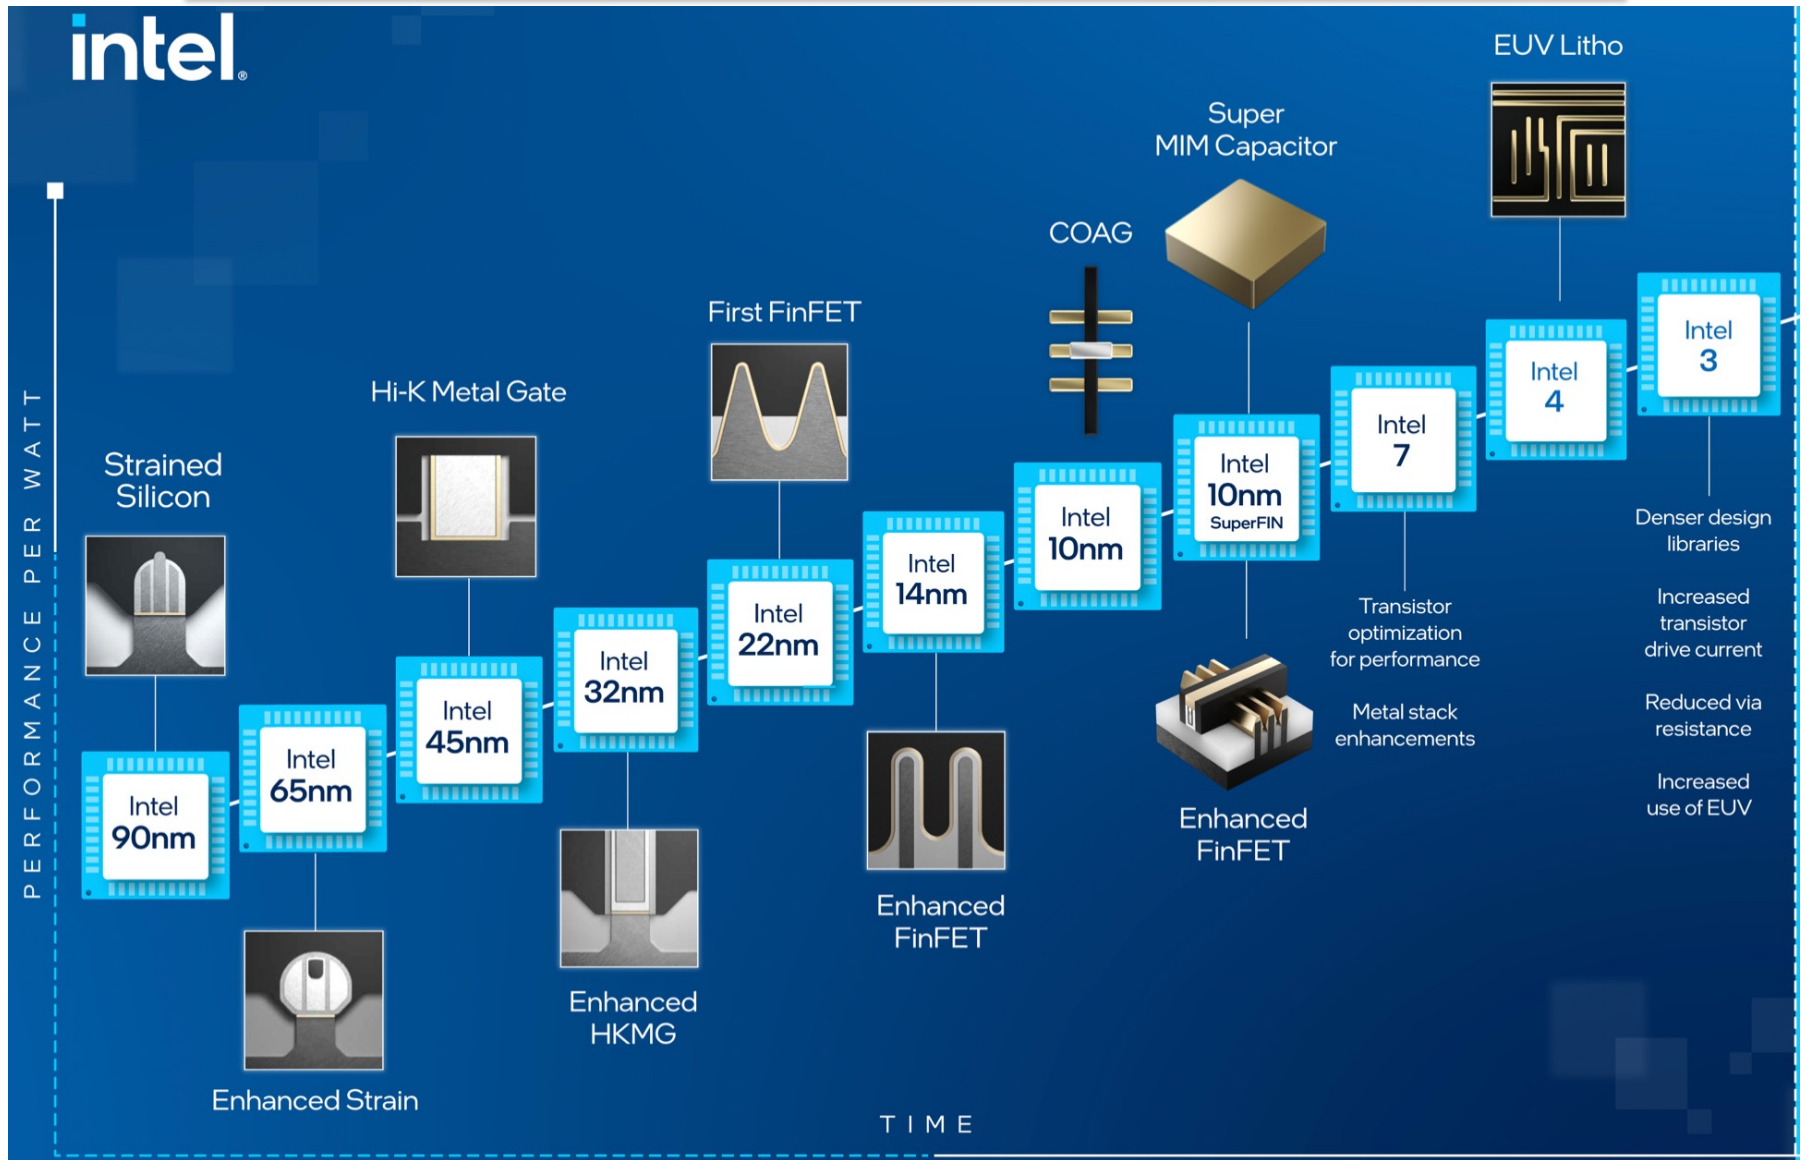 intel®
EUV Litho
Super
MIM Capacitor
COAG
First FinFET
Hi-K Metal Gate
Strained
Silicon
PERFORMANCE PER WATT
Intel
90nm
Intel
65nm
Intel
45nm
Intel
32nm
Intel
22nm
Intel
14nm
Intel
10nm
Intel
10nm
SuperFIN
Intel
7
Intel
4
Intel
3
Enhanced Strain
Enhanced
HKMG
Enhanced
FinFET
Enhanced
FinFET
Transistor
optimization
for performance
Metal stack
enhancements
Denser design
libraries
Increased
transistor
drive current
Reduced via
resistance
Increased
use of EUV
TIME